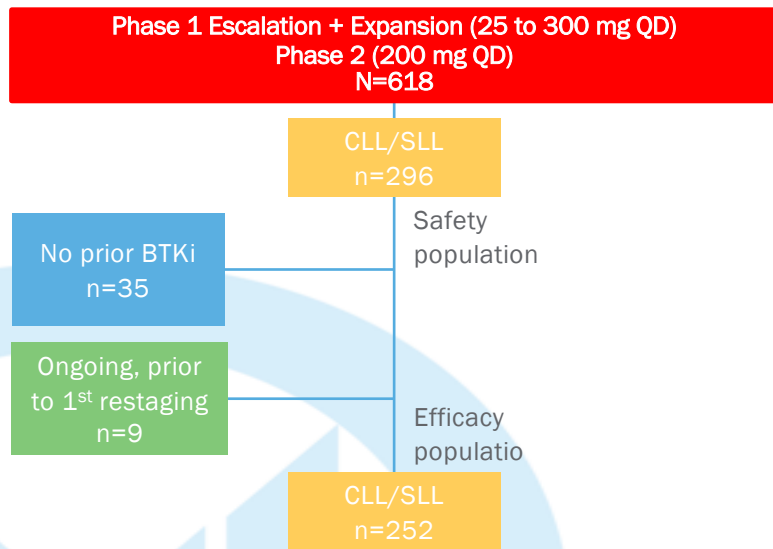 Phase 1 Escalation + Expansion (25 to 300 mg QD)
Phase 2 (200 mg QD)
N=618
CLL/SLL
n=296
Safety
population
No prior BTKi
n=35
Ongoing, prior
to 1st restaging
n=9
Efficacy
populatio
CLL/SLL
n=252